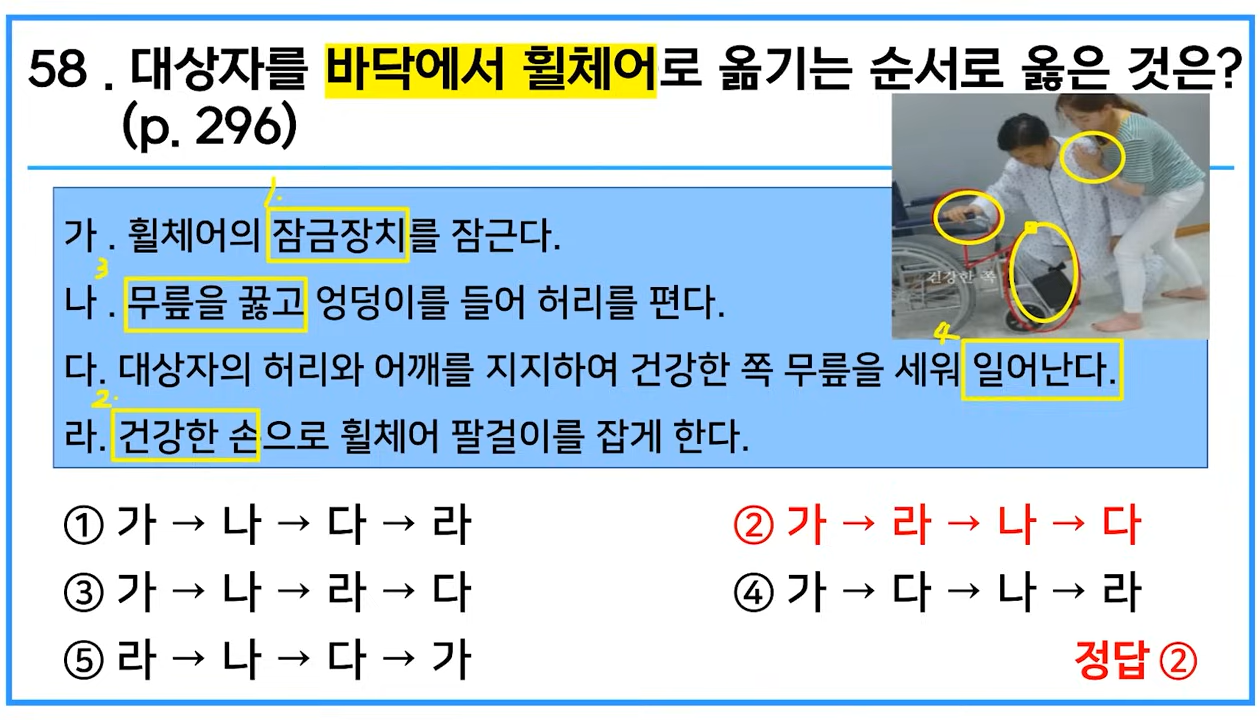 58 . 대상자를 바닥에서 휠체어로 옮기는 순서로 옳은 것은?
(p. 296)
1.
가 . 휠체어의 잠금장치를 잠근다.
건강한 쪽
3
나 . 무릎을 꿇고 엉덩이를 들어 허리를 편다.
4
다. 대상자의 허리와 어깨를 지지하여 건강한 쪽 무릎을 세워 일어난다.
2.
라. 건강한 손으로 휠체어 팔걸이를 잡게 한다.
① 가 → 나 → 다 → 라
② 가 → 라 → 나 → 다
③ 가 → 나 → 라 → 다
④ 가 → 다 → 나 → 라
⑤ 라 → 나 → 다 → 가
정답 ②